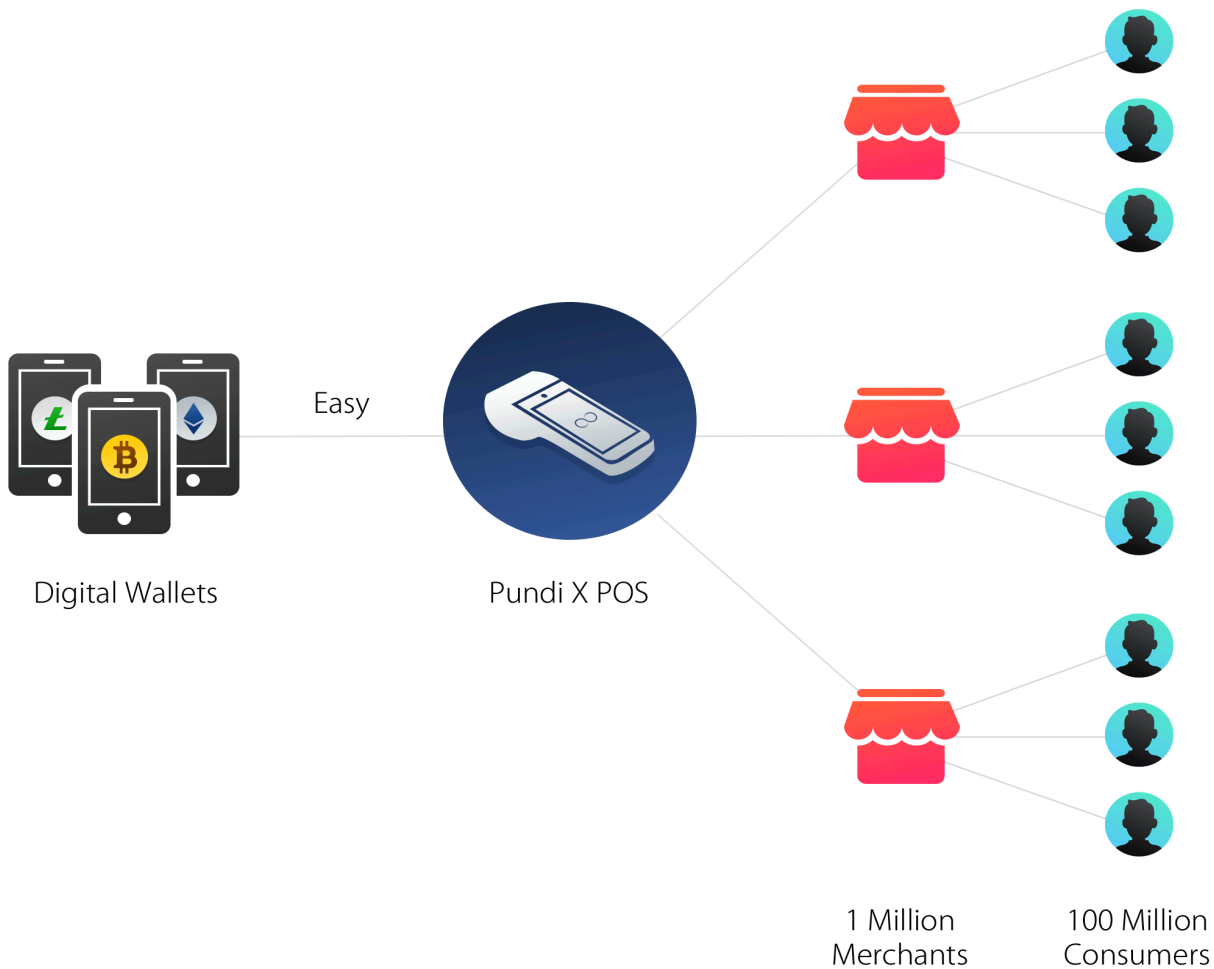 Easy
Digital Wallets
Pundi X POS
1 Million
Merchants
100 Million
Consumers